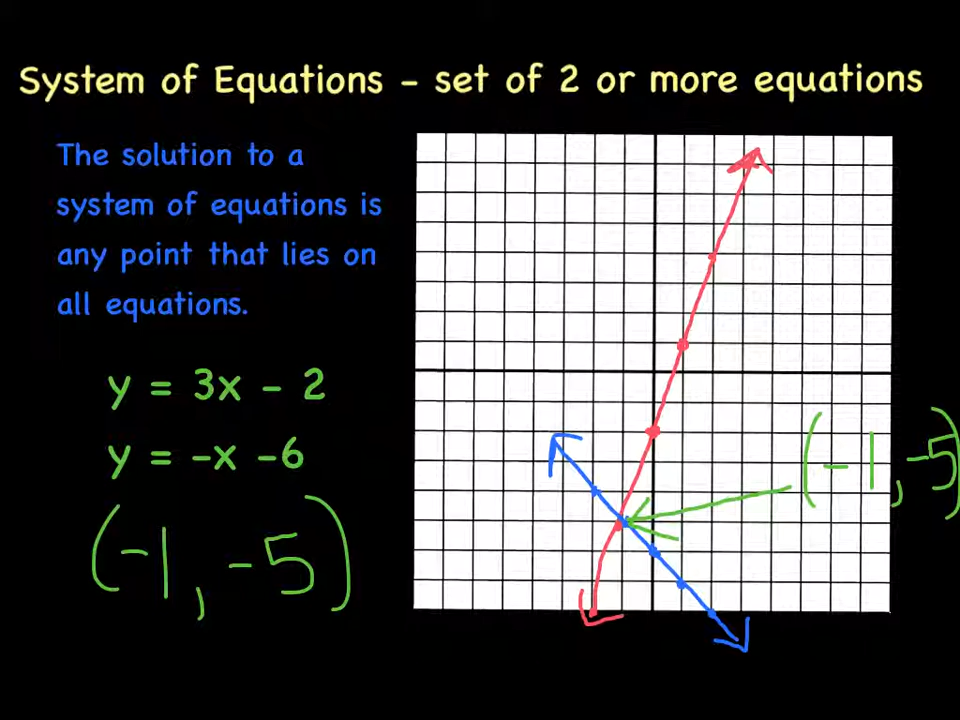 System of Equations - set of 2 or more equations
The solution to a
system of equations is
any point that lies on
all equations.
y = 3x - 2
y = -x -6
(-1, -5)
(-1, -5)